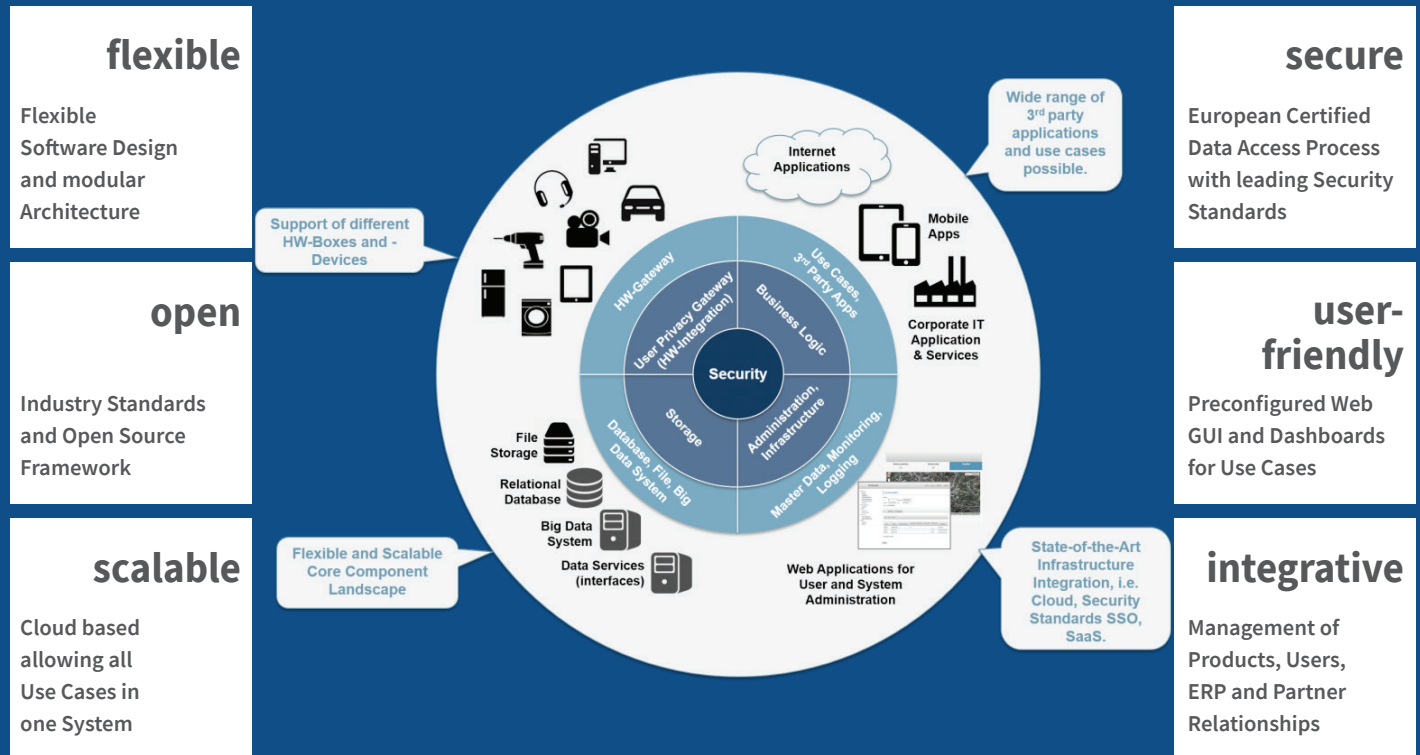 flexible
Flexible
Software Design
and modular
Architecture
open
Industry Standards
and Open Source
Framework
scalable
Cloud based
allowing all
Use Cases in
one System
Support of different
HW-Boxes and -
Devices
Flexible and Scalable
Core Component
Landscape
Internet
Applications
Wide range of
3rd party
applications
and use cases
possible.
Mobile
Apps
Corporate IT
Application
& Services
HW-Gateway
Use Cases,
3rd Party Apps
User Privacy Gateway
(HW-Integration)
Business Logic
Security
Storage
Administration,
Infrastructure
Database, File, Big
Data System
Master Data, Monitoring,
Logging
File
Storage
Relational
Database
Big Data
System
Data Services
(interfaces)
Web Applications for
User and System
Administration
State-of-the-Art
Infrastructure
Integration, i.e.
Cloud, Security
Standards SSO,
SaaS.
secure
European Certified
Data Access Process
with leading Security
Standards
user-
friendly
Preconfigured Web
GUI and Dashboards
for Use Cases
integrative
Management of
Products, Users,
ERP and Partner
Relationships